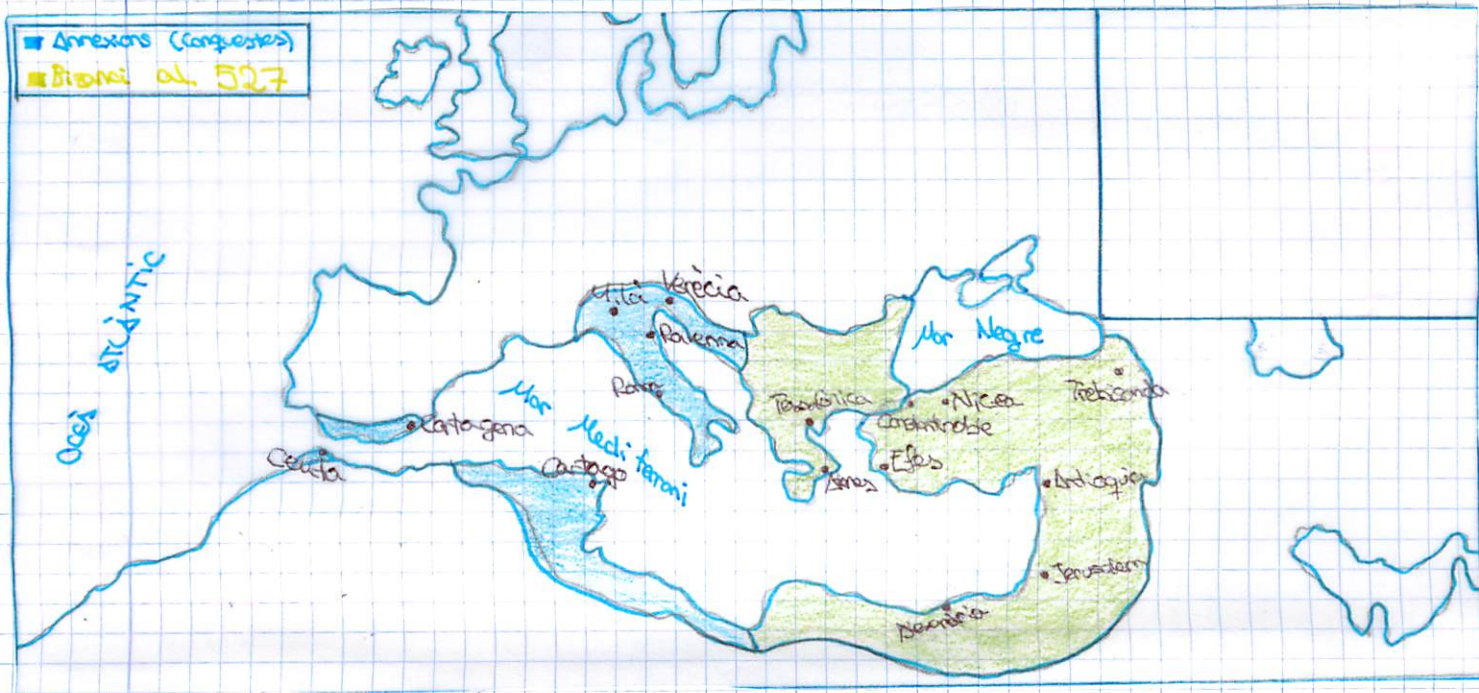 Annexions (Conquestes)
Bizanci al 527
Oceà Atlàntic
Milà
Venècia
Ravenna
Mar Negre
Roma
Mar Mediterrani
Tessalònica
Nicea
Trebisonda
Constantinoble
Cartagena
Ceuta
Cartago
Efes
Atenes
Antioquia
Jerusalem
Alexandria